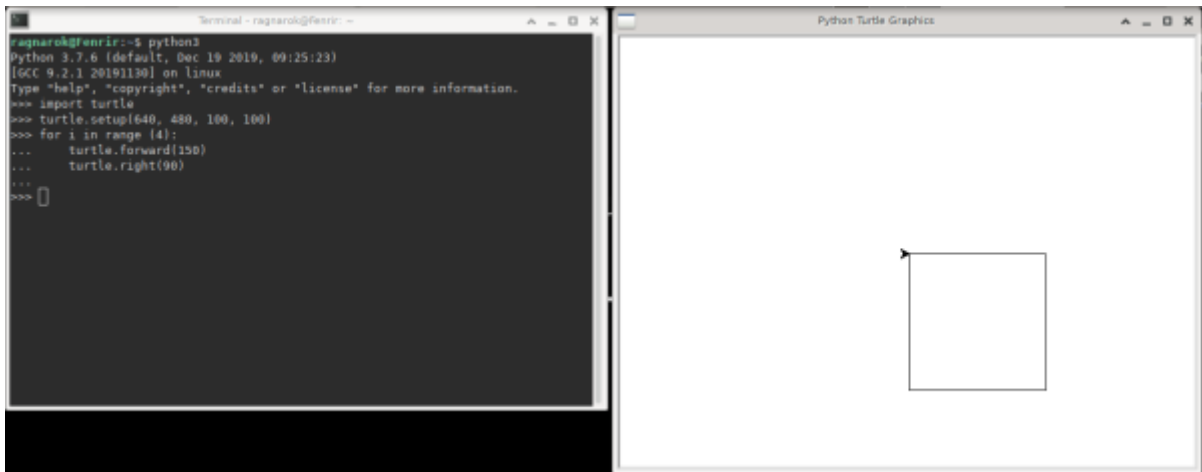 Terminal - ragnarok@Fenrir: ~
ragnarok@Fenrir:~$ python3
Python 3.7.6 (default, Dec 19 2019, 09:25:23)
[GCC 9.2.1 20191130] on linux
Type "help", "copyright", "credits" or "license" for more information.
>>> import turtle
>>> turtle.setup(640, 480, 100, 100)
>>> for i in range (4):
...     turtle.forward(150)
...     turtle.right(90)
...
>>>
Python Turtle Graphics